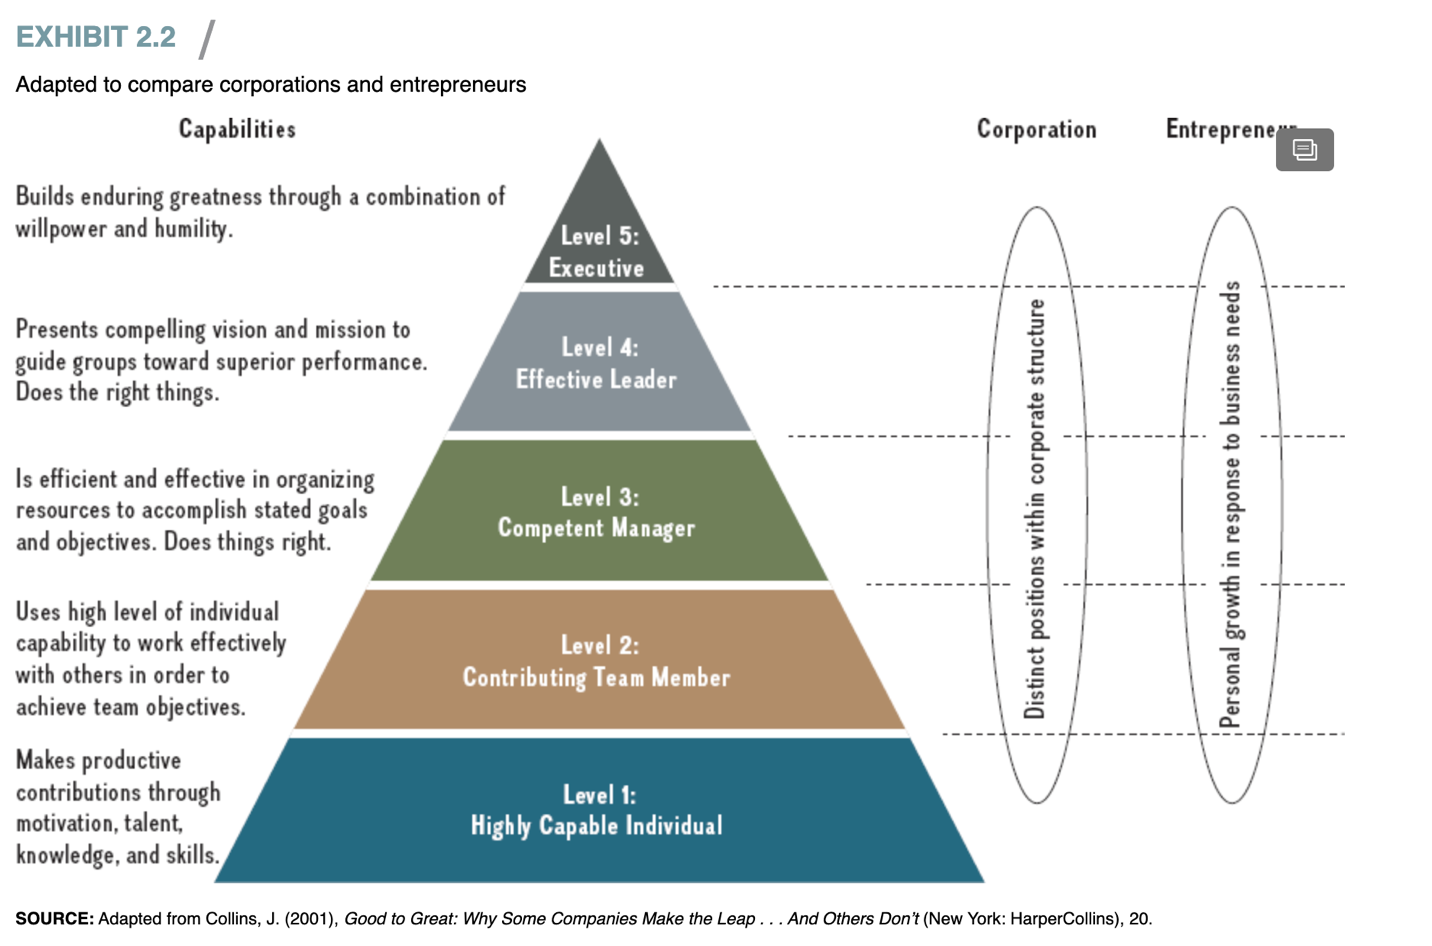 EXHIBIT 2.2 /
Adapted to compare corporations and entrepreneurs
Capabilities
Corporation
Builds enduring greatness through a combination of
willpower and humility.
Level 5:
Executive
Presents compelling vision and mission to
guide groups toward superior performance.
Does the right things.
Level 4:
Effective Leader
Is efficient and effective in organizing
resources to accomplish stated goals
and objectives. Does things right.
Level 3:
Competent Manager
Uses high level of individual
capability to work effectively
with others in order to
achieve team objectives.
Level 2:
Contributing Team Member
Makes productive
contributions through
motivation, talent,
knowledge, and skills.
Level 1:
Highly Capable Individual
Distinct positions within corporate structure
Entrepreneur
Personal growth in response to business needs
SOURCE: Adapted from Collins, J. (2001), Good to Great: Why Some Companies Make the Leap . . . And Others Don’t (New York: HarperCollins), 20.